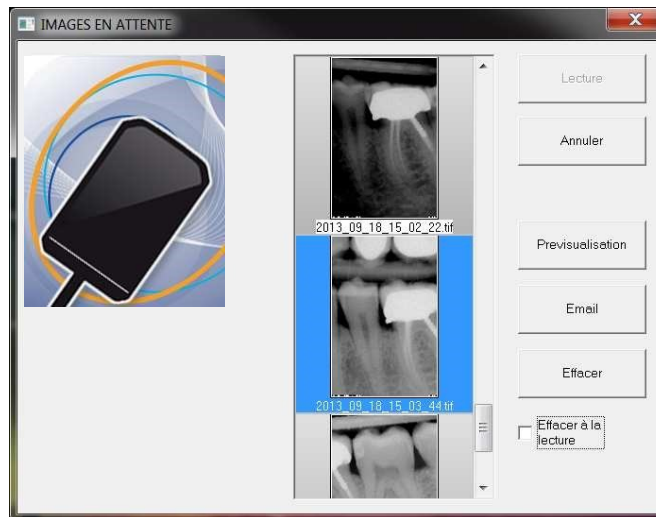 IMAGES EN ATTENTE
Lecture
Annuler
2013_09_18_15_02_22.tif
Previsualisation
Email
Effacer
2013_09_18_15_03_44.tif
Effacer à la
lecture